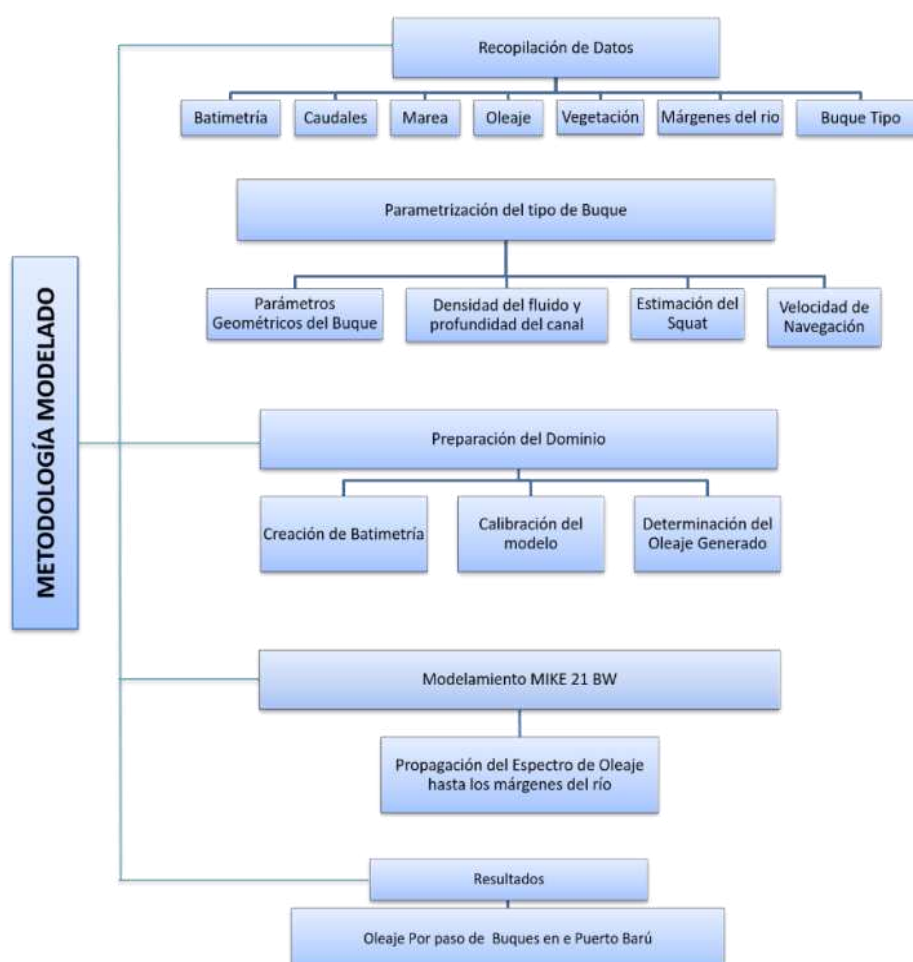 METODOLOGÍA MODELADO
Recopilación de Datos
Batimetría
Caudales
Marea
Oleaje
Vegetación
Márgenes del rio
Buque Tipo
Parametrización del tipo de Buque
Parámetros
Geométricos del Buque
Densidad del fluido y
profundidad del canal
Estimación del
Squat
Velocidad de
Navegación
Preparación del Dominio
Creación de Batimetría
Calibración del
modelo
Determinación del
Oleaje Generado
Modelamiento MIKE 21 BW
Propagación del Espectro de Oleaje
hasta los márgenes del río
Resultados
Oleaje Por paso de Buques en e Puerto Barú